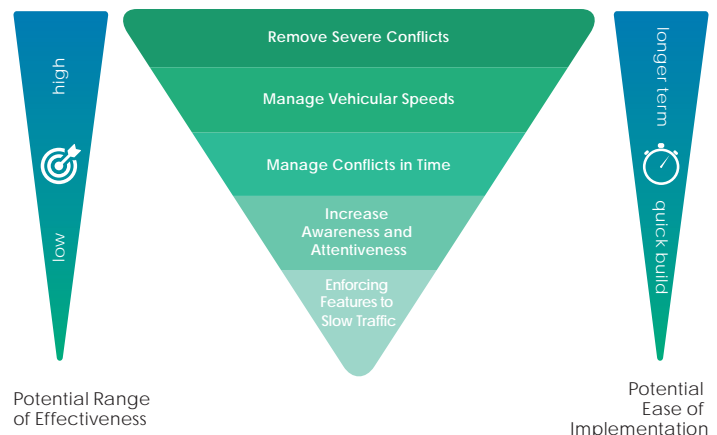 high
low
Potential Range
of Effectiveness
Remove Severe Conflicts
Manage Vehicular Speeds
Manage Conflicts in Time
Increase
Awareness and
Attentiveness
Enforcing
Features to
Slow Traffic
longer term
quick build
Potential
Ease of
Implementation